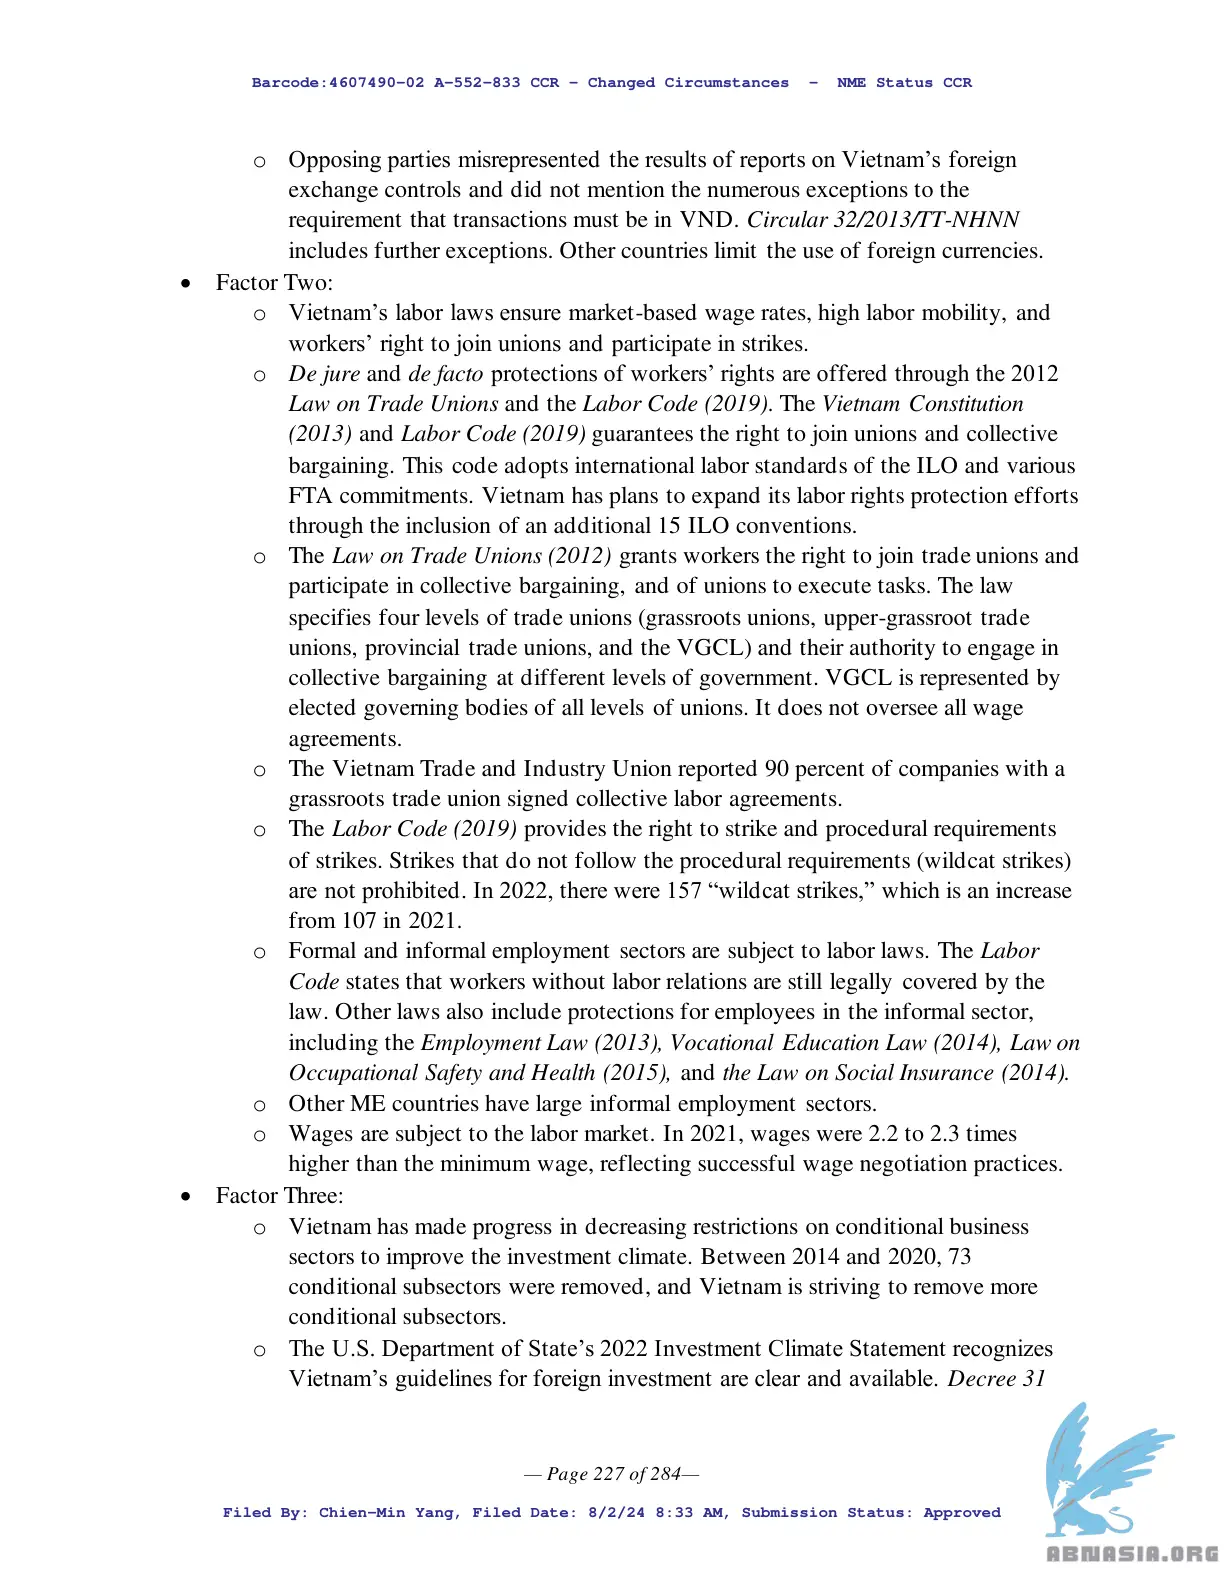 Barcode:4607490-02 A-552-833 CCR - Changed Circumstances - NME Status CCR
o Opposing parties misrepresented the results of reports on Vietnam’s foreign
exchange controls and did not mention the numerous exceptions to the
requirement that transactions must be in VND. Circular 32/2013/TT-NHNN
includes further exceptions. Other countries limit the use of foreign currencies.
• Factor Two:
o Vietnam’s labor laws ensure market-based wage rates, high labor mobility, and
workers’ right to join unions and participate in strikes.
o De jure and de facto protections of workers’ rights are offered through the 2012
Law on Trade Unions and the Labor Code (2019). The Vietnam Constitution
(2013) and Labor Code (2019) guarantees the right to join unions and collective
bargaining. This code adopts international labor standards of the ILO and various
FTA commitments. Vietnam has plans to expand its labor rights protection efforts
through the inclusion of an additional 15 ILO conventions.
o The Law on Trade Unions (2012) grants workers the right to join trade unions and
participate in collective bargaining, and of unions to execute tasks. The law
specifies four levels of trade unions (grassroots unions, upper-grassroot trade
unions, provincial trade unions, and the VGCL) and their authority to engage in
collective bargaining at different levels of government. VGCL is represented by
elected governing bodies of all levels of unions. It does not oversee all wage
agreements.
o The Vietnam Trade and Industry Union reported 90 percent of companies with a
grassroots trade union signed collective labor agreements.
o The Labor Code (2019) provides the right to strike and procedural requirements
of strikes. Strikes that do not follow the procedural requirements (wildcat strikes)
are not prohibited. In 2022, there were 157 “wildcat strikes,” which is an increase
from 107 in 2021.
o Formal and informal employment sectors are subject to labor laws. The Labor
Code states that workers without labor relations are still legally covered by the
law. Other laws also include protections for employees in the informal sector,
including the Employment Law (2013), Vocational Education Law (2014), Law on
Occupational Safety and Health (2015), and the Law on Social Insurance (2014).
o Other ME countries have large informal employment sectors.
o Wages are subject to the labor market. In 2021, wages were 2.2 to 2.3 times
higher than the minimum wage, reflecting successful wage negotiation practices.
• Factor Three:
o Vietnam has made progress in decreasing restrictions on conditional business
sectors to improve the investment climate. Between 2014 and 2020, 73
conditional subsectors were removed, and Vietnam is striving to remove more
conditional subsectors.
o The U.S. Department of State’s 2022 Investment Climate Statement recognizes
Vietnam’s guidelines for foreign investment are clear and available. Decree 31
— Page 227 of 284—
Filed By: Chien-Min Yang, Filed Date: 8/2/24 8:33 AM, Submission Status: Approved
ABNASIA.ORG